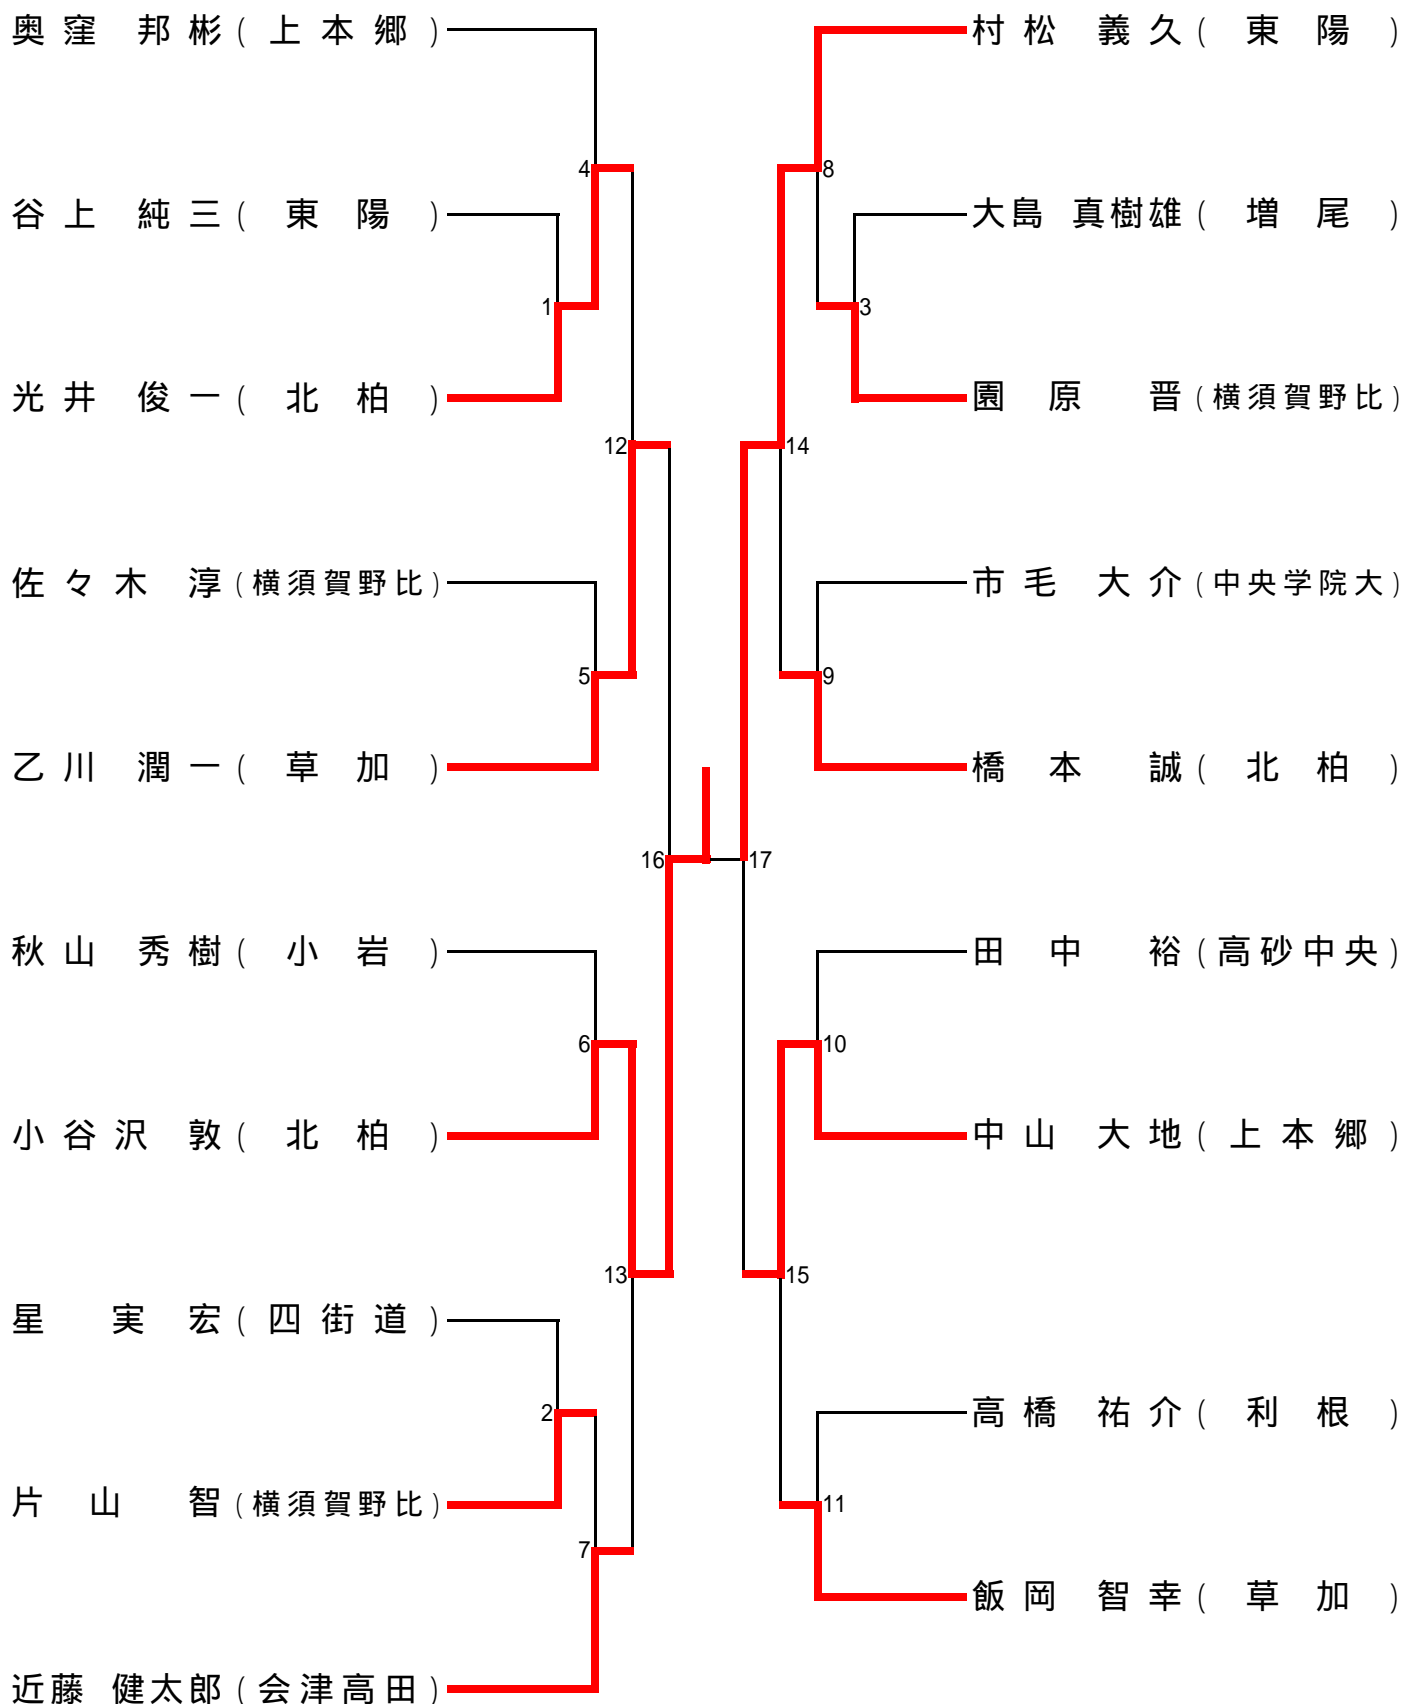 奥窪 邦彬(上本郷)
谷上 純三(東陽)
光井 俊一(北柏)
佐々木 淳(横須賀野比)
乙川 潤一(草加)
秋山 秀樹(小岩)
小谷沢 敦(北柏)
星 実宏(四街道)
片山 智(横須賀野比)
近藤 健太郎(会津高田)
4
1
12
5
16
6
13
2
7
8
3
14
9
17
10
15
11
村松 義久(東陽)
大島 真樹雄(増尾)
園原 晋(横須賀野比)
市毛 大介(中央学院大)
橋本 誠(北柏)
田中 裕(高砂中央)
中山 大地(上本郷)
高橋 祐介(利根)
飯岡 智幸(草加)